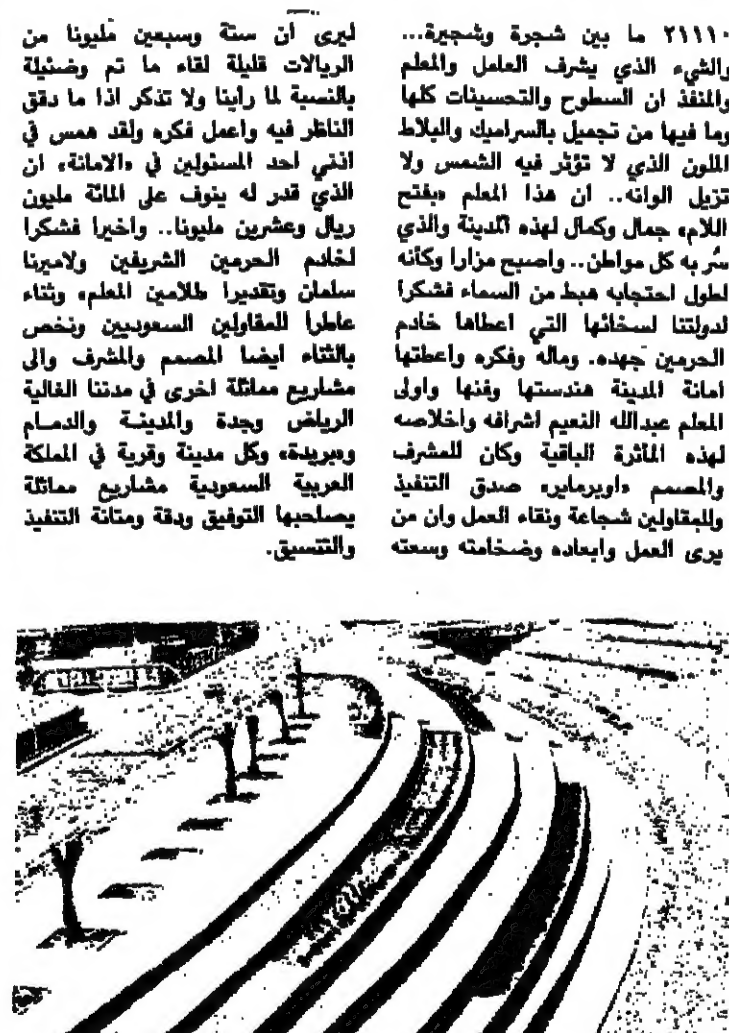 ٢١١١٠ ما بين شجرة وشجيرة...
والشيء الذي يشرف العامل والمعلم
والمنفذ ان السطوح والتحسينات كلها
وما فيها من تجميل بالسراميك والبلاط
الملون الذي لا تؤثر فيه الشمس ولا
تزيل الوانه.. ان هذا المعلم «بفتح
اللام» جمال وكمال لهذه المدينة والذي
سُر به كل مواطن.. واصبح مزارا وكأنه
لطول احتجابه هبط من السماء فشكرا
لدولتنا لسخائها التي اعطاها خادم
الحرمين جهده. وماله وفكره واعطتها
امانة المدينة هندستها وفنها واولى
المعلم عبدالله النعيم اشرافه واخلاصه
لهذه المأثرة الباقية وكان للمشرف
والمصمم «اوبرماير» صدق التنفيذ
وللمقاولين شجاعة ونقاء العمل وان من
يرى العمل وابعاده وضخامته وسعته
ليرى ان ستة وسبعين مليونا من
الريالات قليلة لقاء ما تم وضئيلة
بالنسبة لما رأينا ولا تذكر اذا ما دقق
الناظر فيه واعمل فكره ولقد همس في
اذني احد المسئولين في «الامانة» ان
الذي قدر له ينوف على المائة مليون
ريال وعشرين مليونا.. واخيرا فشكرا
لخادم الحرمين الشريفين ولاميرنا
سلمان وتقديرا للامين المعلم، وثناء
عاطرا للمقاولين السعوديين ونخص
بالثناء ايضا المصمم والمشرف والى
مشاريع مماثلة اخرى في مدننا الغالية
الرياض وجدة والمدينة والدمام
و«بريدة» وكل مدينة وقرية في المملكة
العربية السعودية مشاريع مماثلة
يصاحبها التوفيق ودقة ومتانة التنفيذ
والتنسيق.